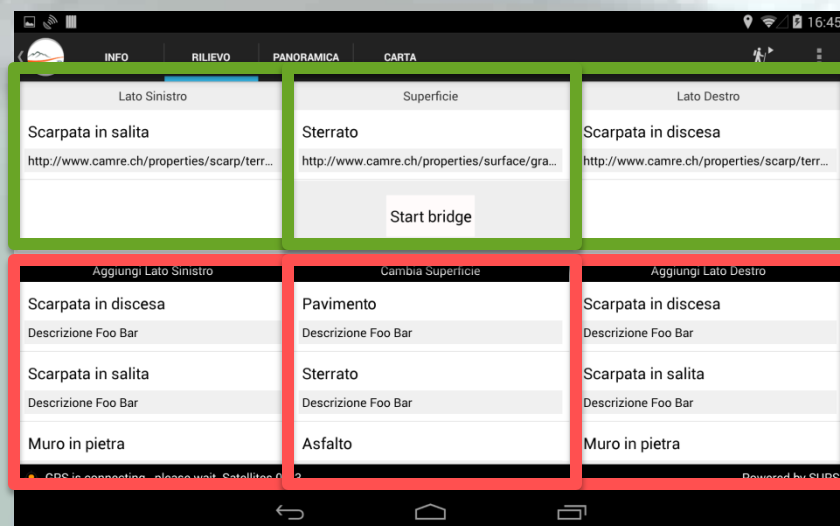 16:45
INFO RILIEVO PANORAMICA CARTA
Lato Sinistro Superficie Lato Destro
Scarpata in salita Sterrato Scarpata in discesa
http://www.camre.ch/properties/scarp/terr... http://www.camre.ch/properties/surface/gra... http://www.camre.ch/properties/scarp/terr...
Start bridge
Aggiungi Lato Sinistro Cambia Superficie Aggiungi Lato Destro
Scarpata in discesa Pavimento Scarpata in discesa
Descrizione Foo Bar Descrizione Foo Bar Descrizione Foo Bar
Scarpata in salita Sterrato Scarpata in salita
Descrizione Foo Bar Descrizione Foo Bar Descrizione Foo Bar
Muro in pietra Asfalto Muro in pietra
GPS is connecting please wait Satellites Powered by SUPS